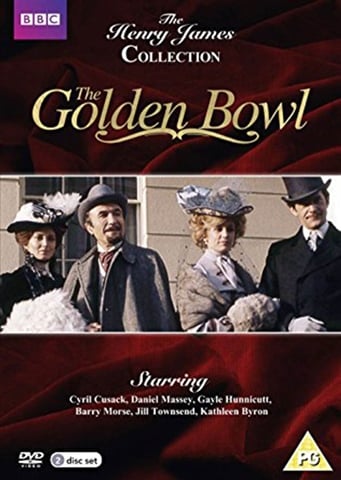 BBC
The
Henry James
COLLECTION
The
Golden Bowl
Starring
Cyril Cusack, Daniel Massey, Gayle Hunnicutt,
Barry Morse, Jill Townsend, Kathleen Byron
DVD
VIDEO
2 disc set
PG